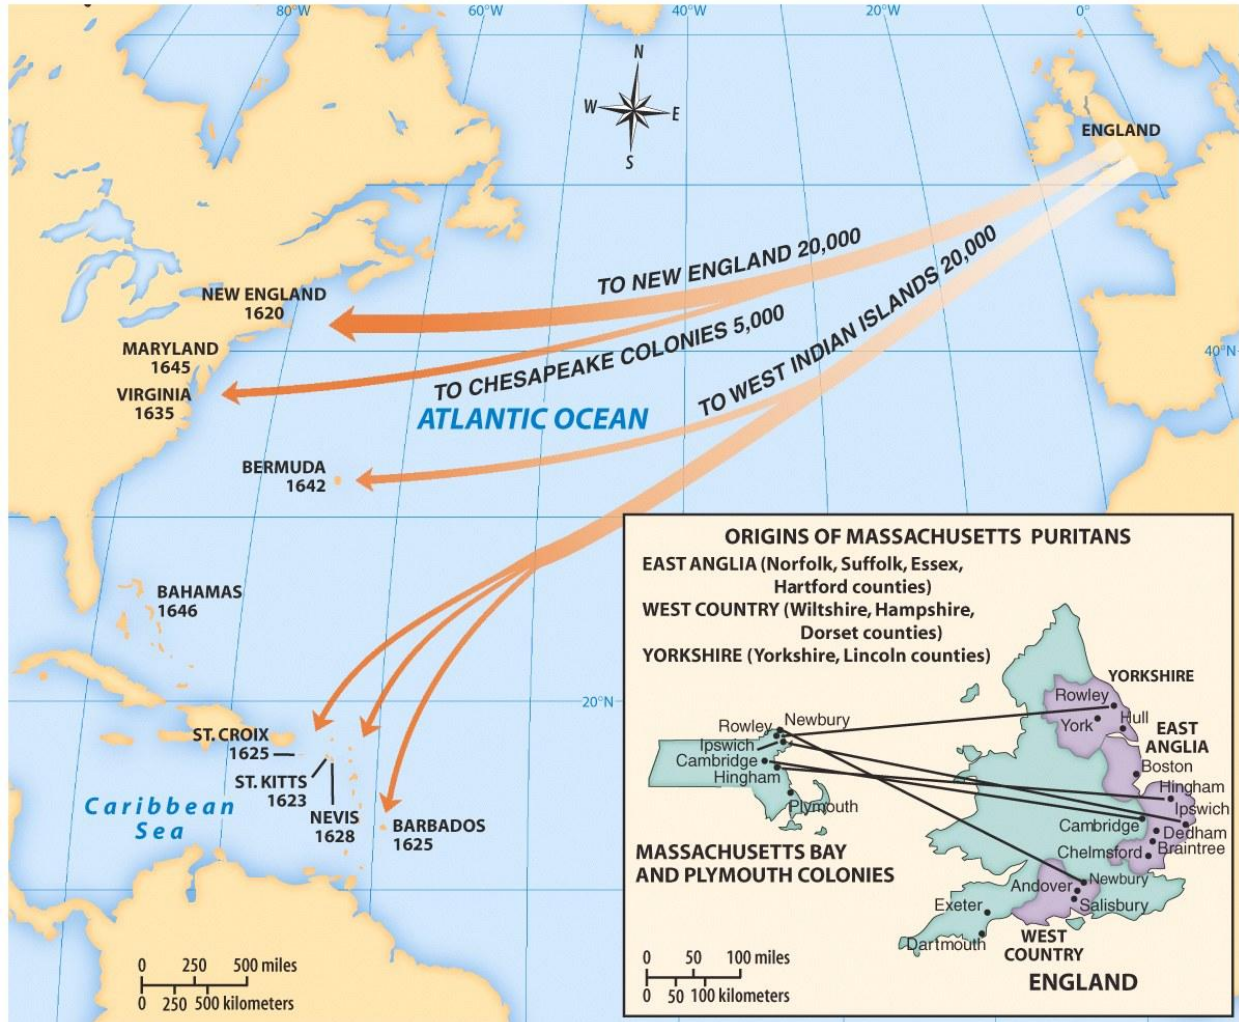 80°W
60°W
40°W
20°W
0°
N
W
E
S
ENGLAND
TO NEW ENGLAND 20,000
TO CHESAPEAKE COLONIES 5,000
TO WEST INDIAN ISLANDS 20,000
NEW ENGLAND
1620
MARYLAND
1645
VIRGINIA
1635
40°N
ATLANTIC OCEAN
BERMUDA
1642
BAHAMAS
1646
20°N
ST. CROIX
1625
ST. KITTS
1623
NEVIS
1628
BARBADOS
1625
Caribbean
Sea
0 250 500 miles
0 250 500 kilometers
ORIGINS OF MASSACHUSETTS PURITANS
EAST ANGLIA (Norfolk, Suffolk, Essex,
Hartford counties)
WEST COUNTRY (Wiltshire, Hampshire,
Dorset counties)
YORKSHIRE (Yorkshire, Lincoln counties)
Rowley
Newbury
Ipswich
Cambridge
Hingham
Plymouth
MASSACHUSETTS BAY
AND PLYMOUTH COLONIES
YORKSHIRE
Rowley
York
Hull
EAST
ANGLIA
Boston
Hingham
Ipswich
Cambridge
Dedham
Braintree
Chelmsford
Newbury
Andover
Salisbury
Exeter
Dartmouth
WEST
COUNTRY
ENGLAND
0 50 100 miles
0 50 100 kilometers